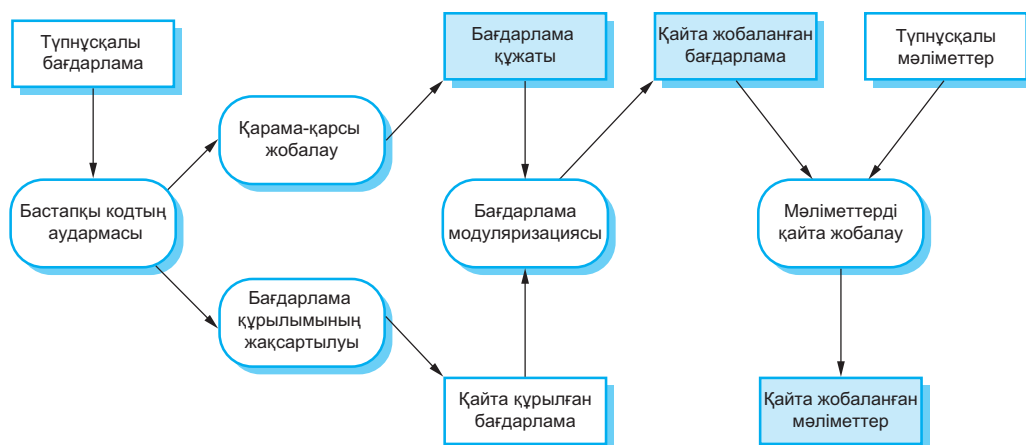 Түпнұсқалы
бағдарлама
Бағдарлама
құжаты
Қайта жобаланған
бағдарлама
Түпнұсқалы
мәліметтер
Қарама-қарсы
жобалау
Бастапқы кодтың
аудармасы
Бағдарлама
модуляризациясы
Мәліметтерді
қайта жобалау
Бағдарлама
құрылымының
жақсартылуы
Қайта құрылған
бағдарлама
Қайта жобаланған
мәліметтер